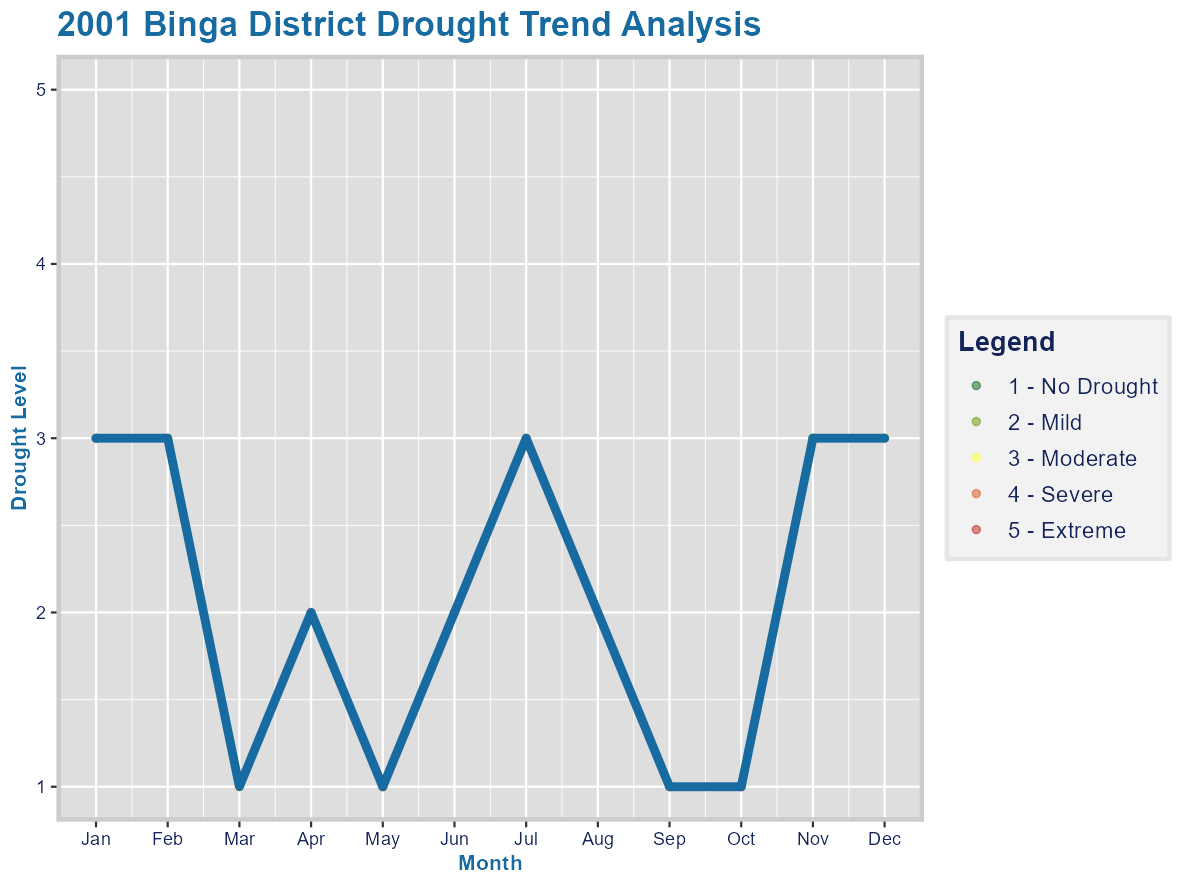 2001 Binga District Drought Trend Analysis
5
4
3
2
1
Drought Level
Jan Feb Mar Apr May Jun Jul Aug Sep Oct Nov Dec
Month
Legend
1 - No Drought
2 - Mild
3 - Moderate
4 - Severe
5 - Extreme